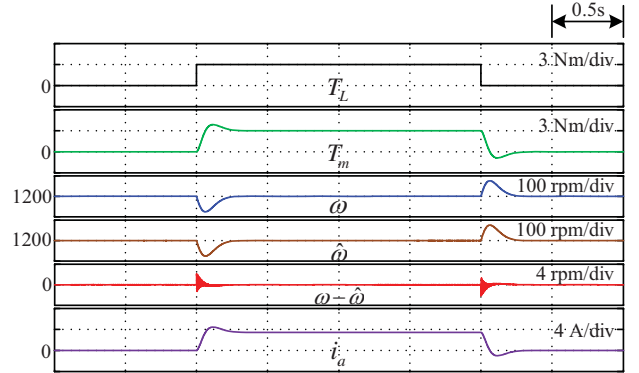 0.5s
3 Nm/div
0
T_L
3 Nm/div
0
T_m
100 rpm/div
1200
ω
100 rpm/div
1200
ω̂
4 rpm/div
0
ω − ω̂
4 A/div
0
i_a